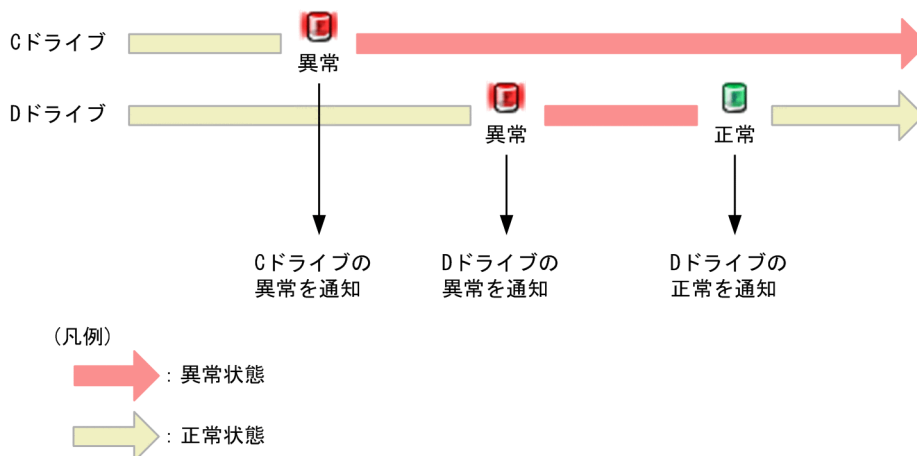 Cドライブ
異常
Dドライブ
異常
正常
Cドライブの
異常を通知
Dドライブの
異常を通知
Dドライブの
正常を通知
(凡例)
：異常状態
：正常状態